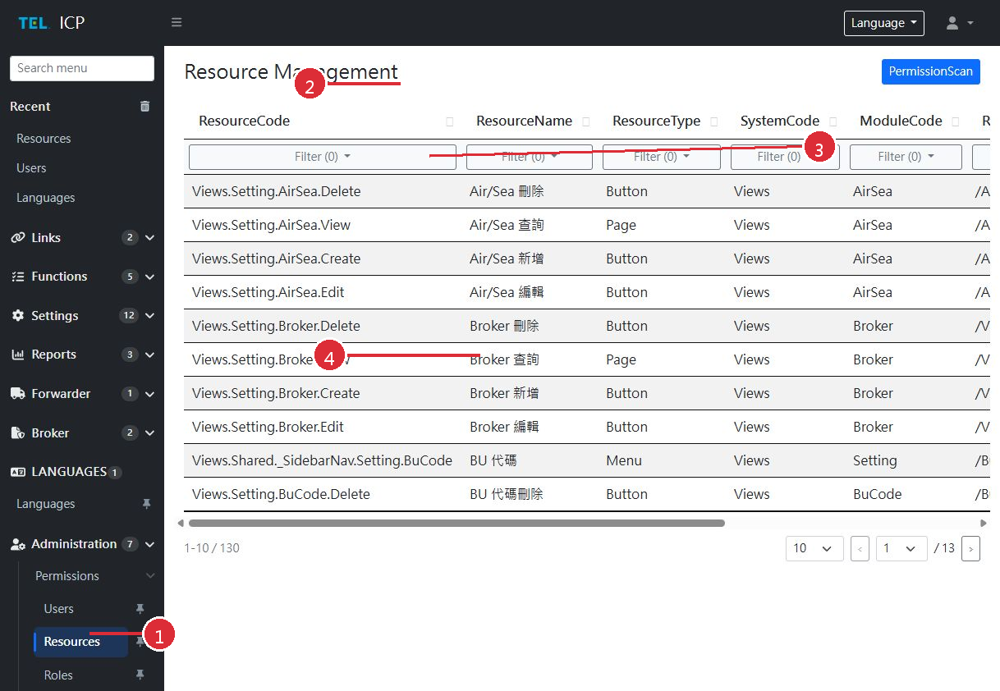 TEL ICP
Language
Search menu
Resource Management
PermissionScan
2
Recent
Resources
Users
Languages
Links 2
Functions 5
Settings 12
Reports 3
Forwarder 1
Broker 2
LANGUAGES 1
Languages
Administration 7
Permissions
Users
Resources
1
Roles
ResourceCode ResourceName ResourceType SystemCode ModuleCode R
3
Filter (0) Filter (0) Filter (0) Filter (0) Filter (0)
Views.Setting.AirSea.Delete Air/Sea 刪除 Button Views AirSea /A
Views.Setting.AirSea.View Air/Sea 查詢 Page Views AirSea /A
Views.Setting.AirSea.Create Air/Sea 新增 Button Views AirSea /A
Views.Setting.AirSea.Edit Air/Sea 編輯 Button Views AirSea /A
Views.Setting.Broker.Delete Broker 刪除 Button Views Broker /V
4
Views.Setting.Broke Broker 查詢 Page Views Broker /V
Views.Setting.Broker.Create Broker 新增 Button Views Broker /V
Views.Setting.Broker.Edit Broker 編輯 Button Views Broker /V
Views.Shared._SidebarNav.Setting.BuCode BU 代碼 Menu Views Setting /B
Views.Setting.BuCode.Delete BU 代碼刪除 Button Views BuCode /B
1-10 / 130
10 < 1 / 13 >